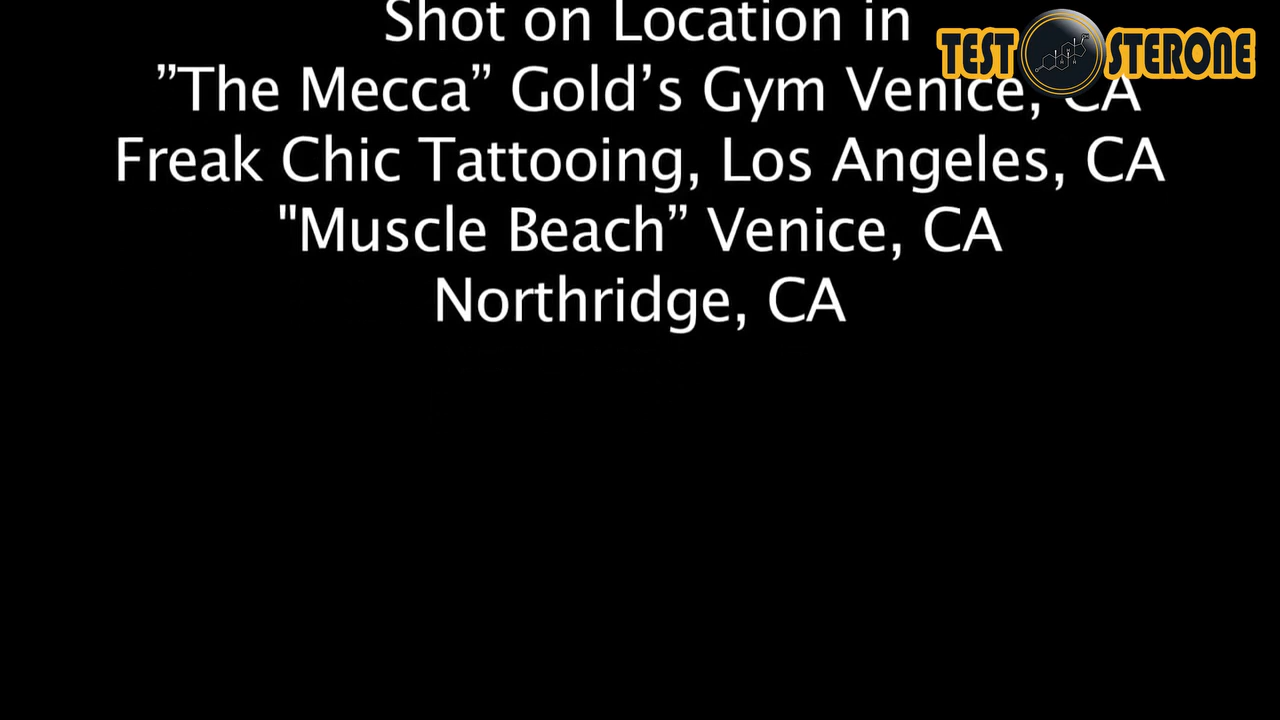 Shot on Location in
”The Mecca” Gold’s Gym Venice, CA
Freak Chic Tattooing, Los Angeles, CA
"Muscle Beach” Venice, CA
Northridge, CA
TEST STERONE